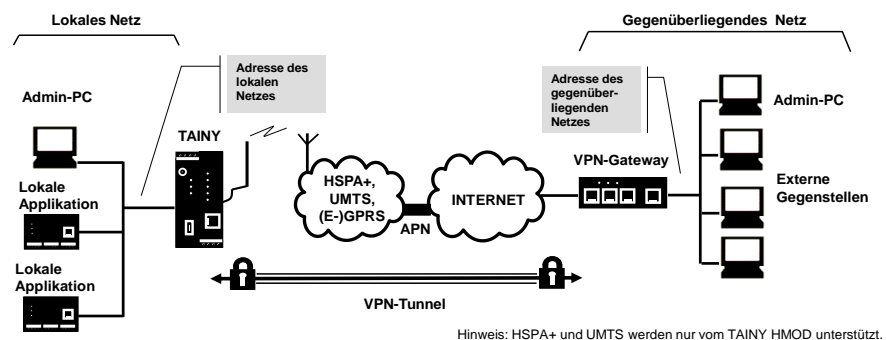 Lokales Netz
Gegenüberliegendes Netz
Adresse des
lokalen
Netzes
Adresse des
gegenüber-
liegenden
Netzes
Admin-PC
TAINY
VPN-Gateway
Admin-PC
Lokale
Applikation
HSPA+,
UMTS,
(E-)GPRS
APN
INTERNET
Externe
Gegenstellen
Lokale
Applikation
VPN-Tunnel
Hinweis: HSPA+ und UMTS werden nur vom TAINY HMOD unterstützt.